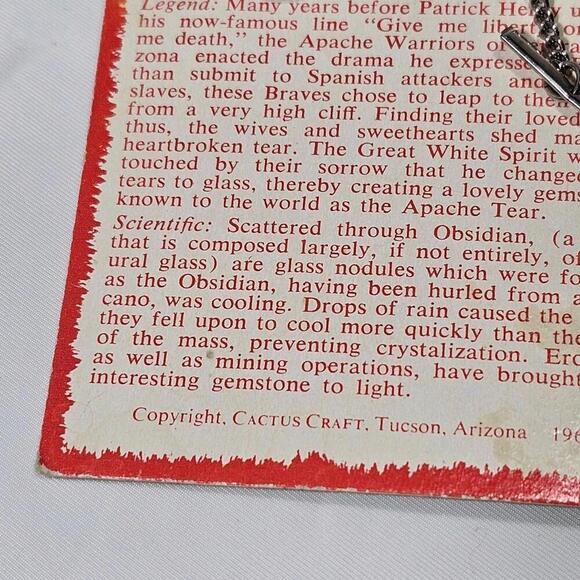 Legend: Many years before Patrick He
his now-famous line "Give me liberty or
me death," the Apache Warriors of
zona enacted the drama he expresse
than submit to Spanish attackers and
slaves, these Braves chose to leap to their
from a very high cliff. Finding their loved
thus, the wives and sweethearts shed ma
heartbroken tear. The Great White Spirit w
touched by their sorrow that he changed
tears to glass, thereby creating a lovely gems
known to the world as the Apache Tear.
Scientific: Scattered through Obsidian, (a
that is composed largely, if not entirely, of
ural glass) are glass nodules which were fo
as the Obsidian, having been hurled from a
cano, was cooling. Drops of rain caused the
they fell upon to cool more quickly than the
of the mass, preventing crystalization. Ero
as well as mining operations, have brought
interesting gemstone to light.
Copyright, CACTUS CRAFT, Tucson, Arizona 196